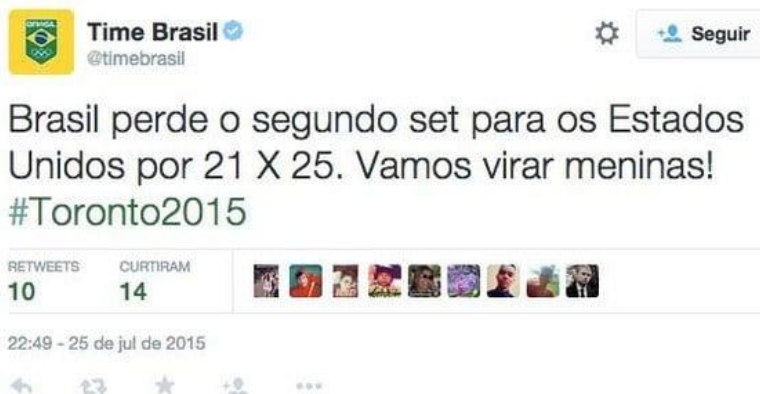 BRASIL
Time Brasil
@timebrasil
Seguir
Brasil perde o segundo set para os Estados
Unidos por 21 X 25. Vamos virar meninas!
#Toronto2015
RETWEETS
10
CURTIRAM
14
22:49 - 25 de jul de 2015